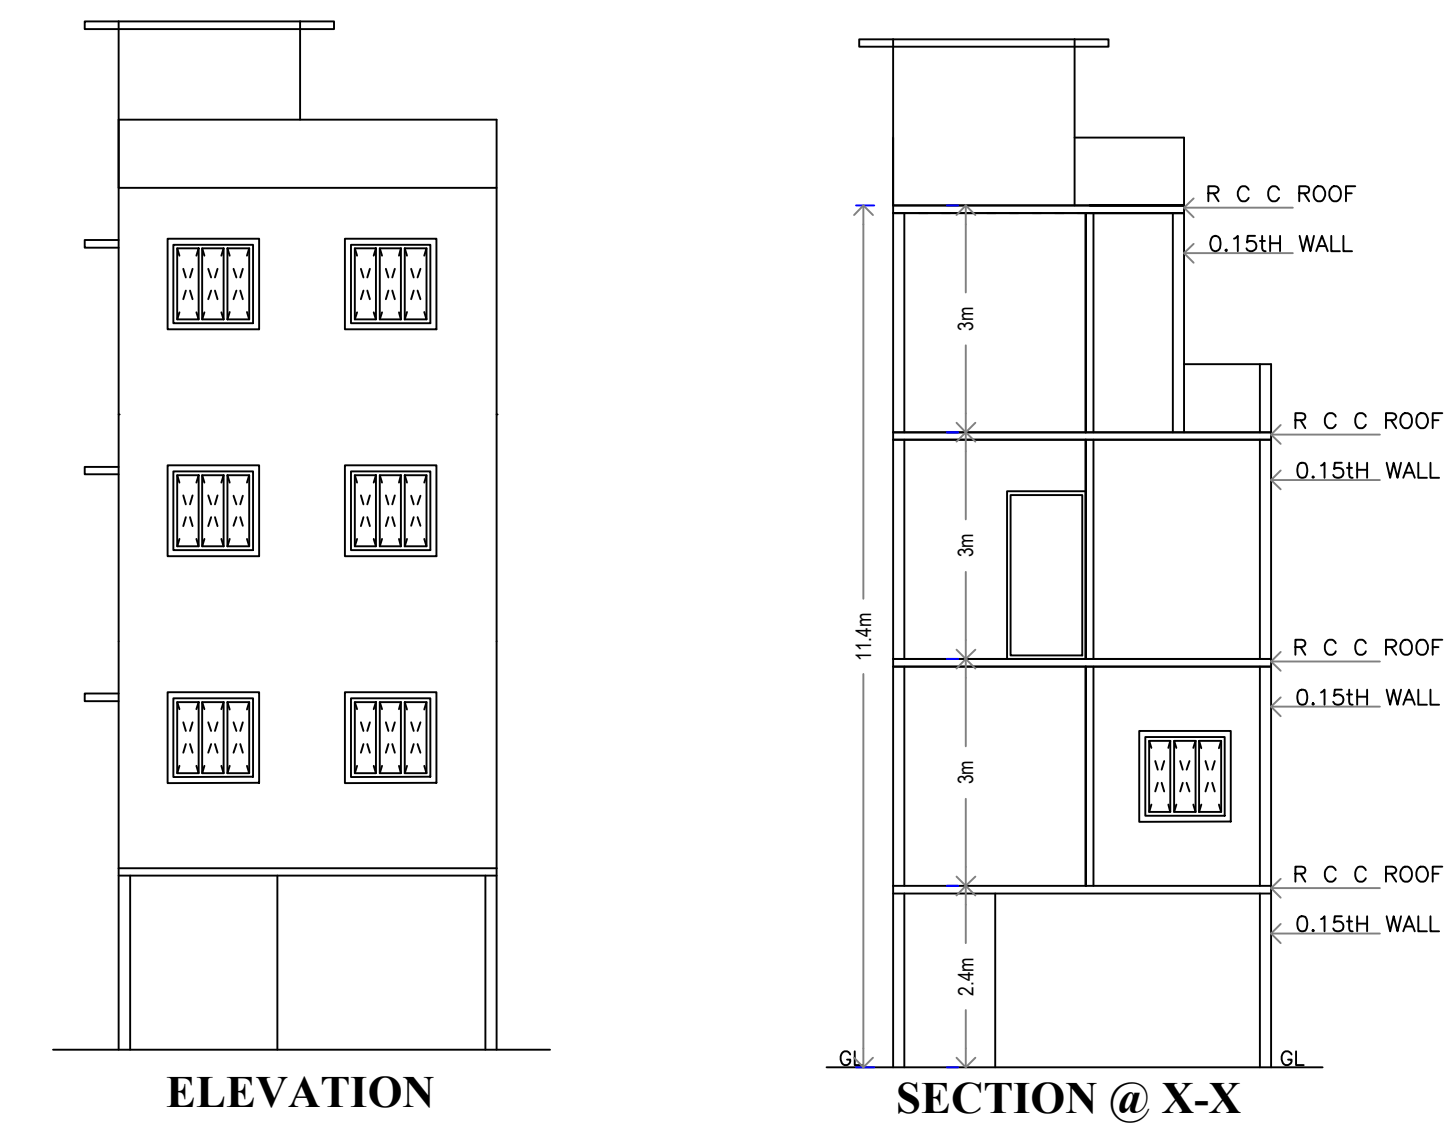 R C C ROOF
0.15tH WALL
3m
R C C ROOF
0.15tH WALL
3m
11.4m
R C C ROOF
0.15tH WALL
3m
R C C ROOF
0.15tH WALL
2.4m
GL
GL
ELEVATION
SECTION @ X-X